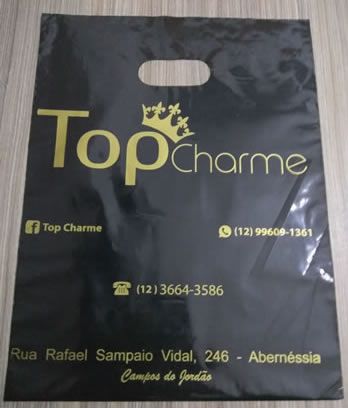 Top Charme
Top Charme
(12) 99609-1361
(12) 3664-3586
Rua Rafael Sampaio Vidal, 246 - Abernéssia
Campos do Jordão